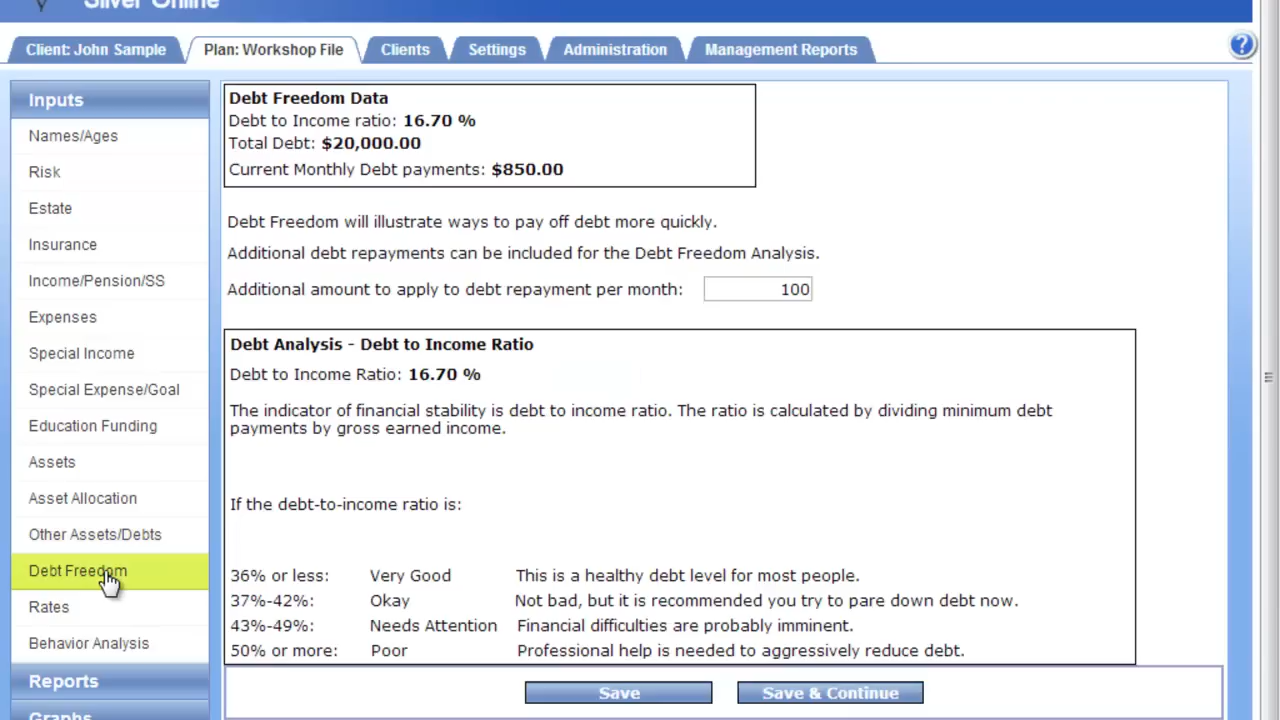 Silver Online
Client: John Sample
Plan: Workshop File
Clients
Settings
Administration
Management Reports
?
Inputs
Names/Ages
Risk
Estate
Insurance
Income/Pension/SS
Expenses
Special Income
Special Expense/Goal
Education Funding
Assets
Asset Allocation
Other Assets/Debts
Debt Freedom
Rates
Behavior Analysis
Reports
Graphs
Debt Freedom Data
Debt to Income ratio: 16.70 %
Total Debt: $20,000.00
Current Monthly Debt payments: $850.00
Debt Freedom will illustrate ways to pay off debt more quickly.
Additional debt repayments can be included for the Debt Freedom Analysis.
Additional amount to apply to debt repayment per month: 100
Debt Analysis - Debt to Income Ratio
Debt to Income Ratio: 16.70 %
The indicator of financial stability is debt to income ratio. The ratio is calculated by dividing minimum debt
payments by gross earned income.
If the debt-to-income ratio is:
36% or less: Very Good This is a healthy debt level for most people.
37%-42%: Okay Not bad, but it is recommended you try to pare down debt now.
43%-49%: Needs Attention Financial difficulties are probably imminent.
50% or more: Poor Professional help is needed to aggressively reduce debt.
Save
Save & Continue